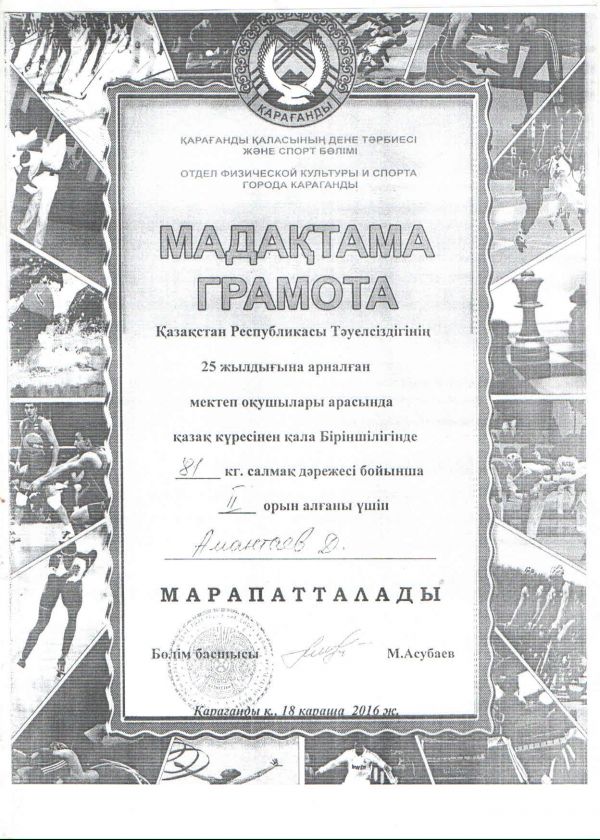 ҚАРАҒАНДЫ
ҚАРАҒАНДЫ ҚАЛАСЫНЫҢ ДЕНЕ ТӘРБИЕСІ
ЖӘНЕ СПОРТ БӨЛІМІ
ОТДЕЛ ФИЗИЧЕСКОЙ КУЛЬТУРЫ И СПОРТА
ГОРОДА КАРАГАНДЫ
МАДАҚТАМА
ГРАМОТА
Қазақстан Республикасы Тәуелсіздігінің
25 жылдығына арналған
мектеп оқушылары арасында
қазақ күресінен қала Біріншілігінде
81 кг. салмақ дәрежесі бойынша
II орын алғаны үшін
Амантаев Д.
МАРАПАТТАЛАДЫ
Бөлім басшысы М.Асубаев
Қарағанды қ., 18 қараша 2016 ж.